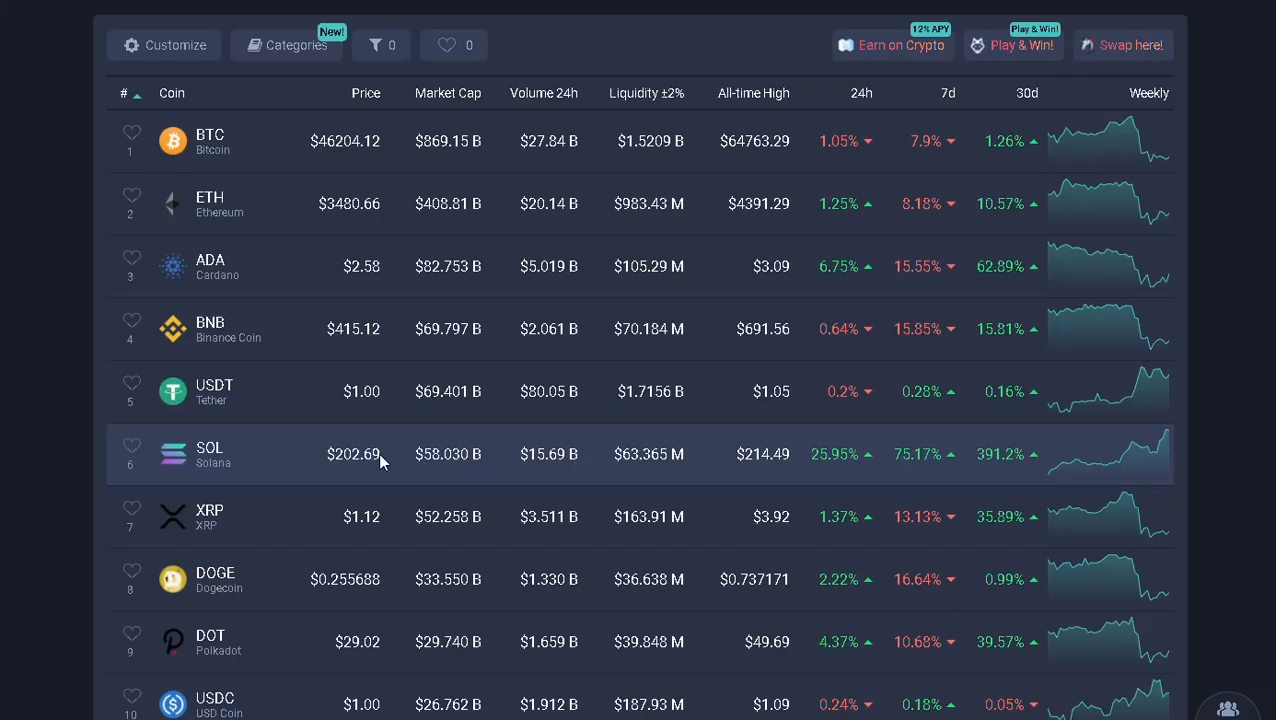 New!
12% APY
Play & Win!
Customize Categories 0 0 Earn on Crypto Play & Win! Swap here!
# Coin Price Market Cap Volume 24h Liquidity ±2% All-time High 24h 7d 30d Weekly
BTC
1 Bitcoin $46204.12 $869.15 B $27.84 B $1.5209 B $64763.29 1.05% 7.9% 1.26%
ETH
2 Ethereum $3480.66 $408.81 B $20.14 B $983.43 M $4391.29 1.25% 8.18% 10.57%
ADA
3 Cardano $2.58 $82.753 B $5.019 B $105.29 M $3.09 6.75% 15.55% 62.89%
BNB
4 Binance Coin $415.12 $69.797 B $2.061 B $70.184 M $691.56 0.64% 15.85% 15.81%
USDT
5 Tether $1.00 $69.401 B $80.05 B $1.7156 B $1.05 0.2% 0.28% 0.16%
SOL
6 Solana $202.69 $58.030 B $15.69 B $63.365 M $214.49 25.95% 75.17% 391.2%
XRP
7 XRP $1.12 $52.258 B $3.511 B $163.91 M $3.92 1.37% 13.13% 35.89%
DOGE
8 Dogecoin $0.255688 $33.550 B $1.330 B $36.638 M $0.737171 2.22% 16.64% 0.99%
DOT
9 Polkadot $29.02 $29.740 B $1.659 B $39.848 M $49.69 4.37% 10.68% 39.57%
USDC
10 USD Coin $1.00 $26.762 B $1.912 B $187.93 M $1.09 0.24% 0.18% 0.05%